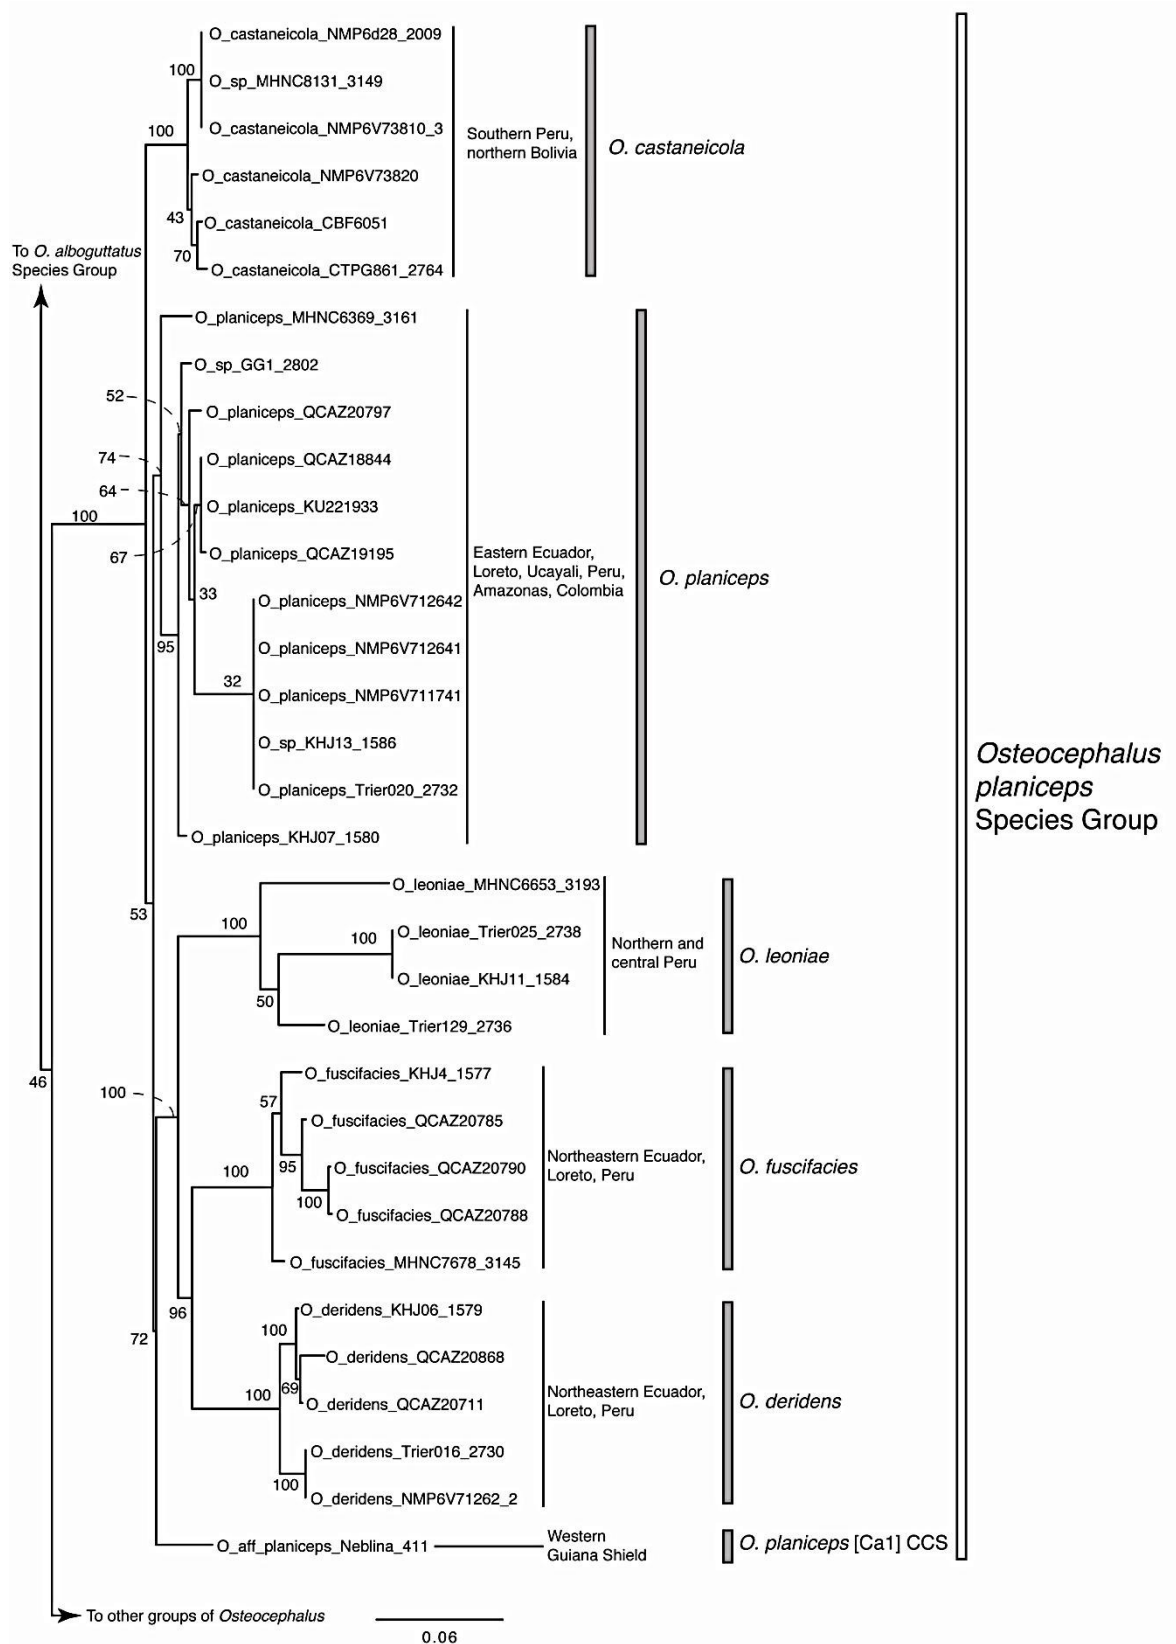 O_castaneicola_NMP6d28_2009
100
O_sp_MHNC8131_3149
O_castaneicola_NMP6V73810_3
100
Southern Peru,
northern Bolivia
O. castaneicola
O_castaneicola_NMP6V73820
43
O_castaneicola_CBF6051
70
O_castaneicola_CTPG861_2764
To O. alboguttatus
Species Group
O_planiceps_MHNC6369_3161
O_sp_GG1_2802
52
O_planiceps_QCAZ20797
74
O_planiceps_QCAZ18844
64
O_planiceps_KU221933
100
67
O_planiceps_QCAZ19195
Eastern Ecuador,
Loreto, Ucayali, Peru,
Amazonas, Colombia
O. planiceps
33
O_planiceps_NMP6V712642
95
O_planiceps_NMP6V712641
32
O_planiceps_NMP6V711741
O_sp_KHJ13_1586
O_planiceps_Trier020_2732
O_planiceps_KHJ07_1580
Osteocephalus
planiceps
Species Group
O_leoniae_MHNC6653_3193
53
100
100
O_leoniae_Trier025_2738
Northern and
central Peru
O. leoniae
O_leoniae_KHJ11_1584
50
O_leoniae_Trier129_2736
46
O_fuscifacies_KHJ4_1577
100
57
O_fuscifacies_QCAZ20785
100
95
O_fuscifacies_QCAZ20790
Northeastern Ecuador,
Loreto, Peru
O. fuscifacies
100
O_fuscifacies_QCAZ20788
O_fuscifacies_MHNC7678_3145
96
O_deridens_KHJ06_1579
72
100
O_deridens_QCAZ20868
100
69
O_deridens_QCAZ20711
Northeastern Ecuador,
Loreto, Peru
O. deridens
O_deridens_Trier016_2730
100
O_deridens_NMP6V71262_2
O_aff_planiceps_Neblina_411
Western
Guiana Shield
O. planiceps [Ca1] CCS
To other groups of Osteocephalus
0.06